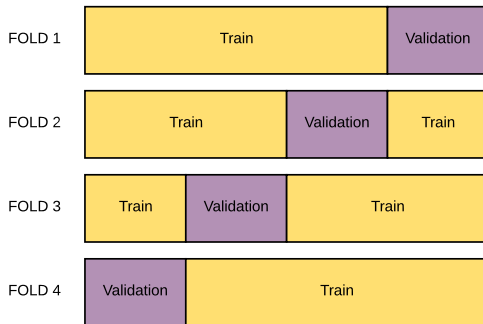 FOLD 1 Train Validation
FOLD 2 Train Validation Train
FOLD 3 Train Validation Train
FOLD 4 Validation Train